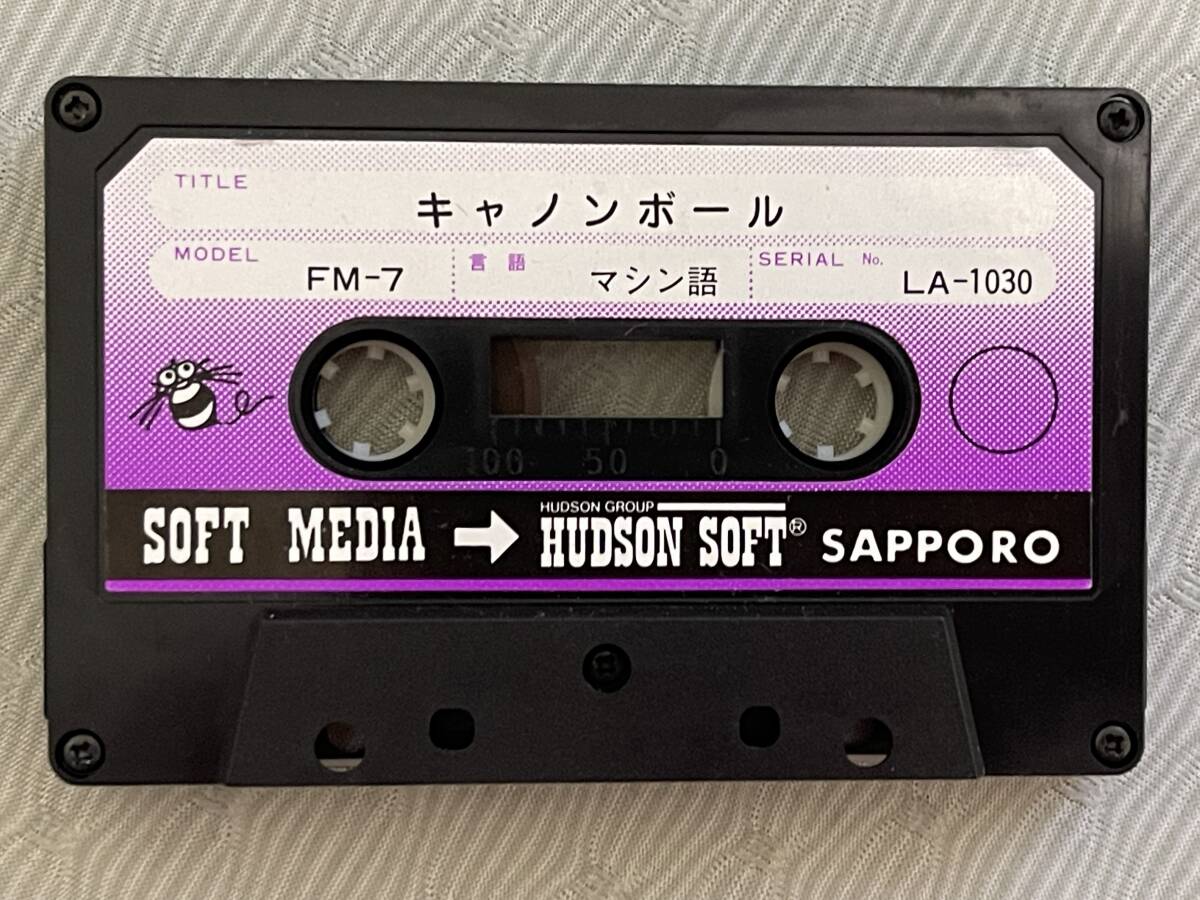 TITLE
キャノンボール
MODEL
FM-7
言語
マシン語
SERIAL No.
LA-1030
100 50 0
HUDSON GROUP
SOFT MEDIA → HUDSON SOFT® SAPPORO